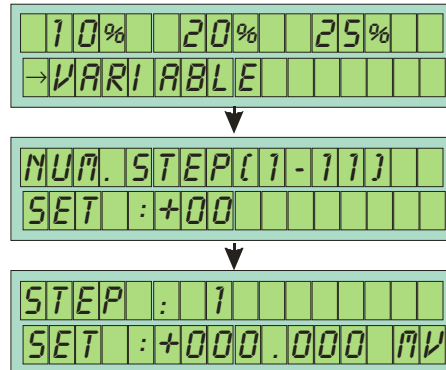 10% 20% 25%
→VARIABLE
NUM. STEP(1-11)
SET :+00
STEP : 1
SET :+000.000 MV